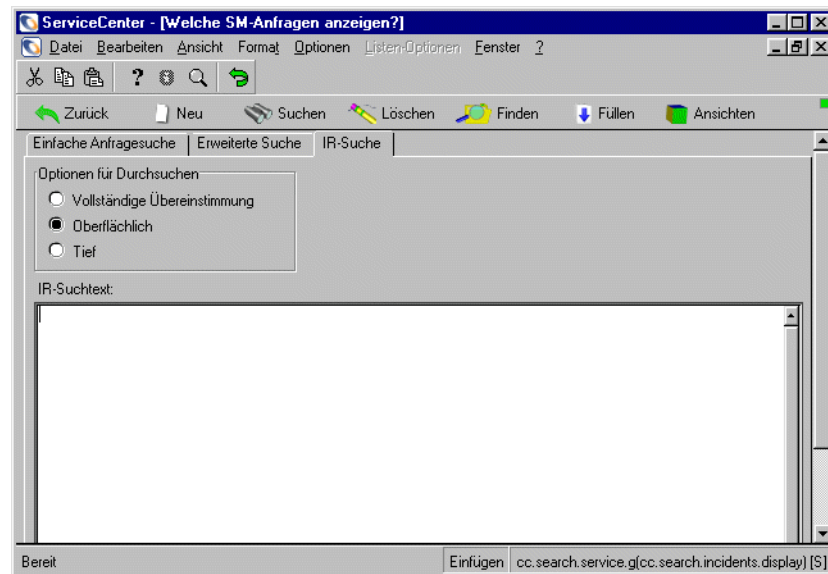 ServiceCenter - [Welche SM-Anfragen anzeigen?]
Datei Bearbeiten Ansicht Format Optionen Listen-Optionen Fenster ?
?
Zurück Neu Suchen Löschen Finden Füllen Ansichten
Einfache Anfragesuche Erweiterte Suche IR-Suche
Optionen für Durchsuchen
Vollständige Übereinstimmung
Oberflächlich
Tief
IR-Suchtext:
Bereit Einfügen cc.search.service.g(cc.search.incidents.display) [S]